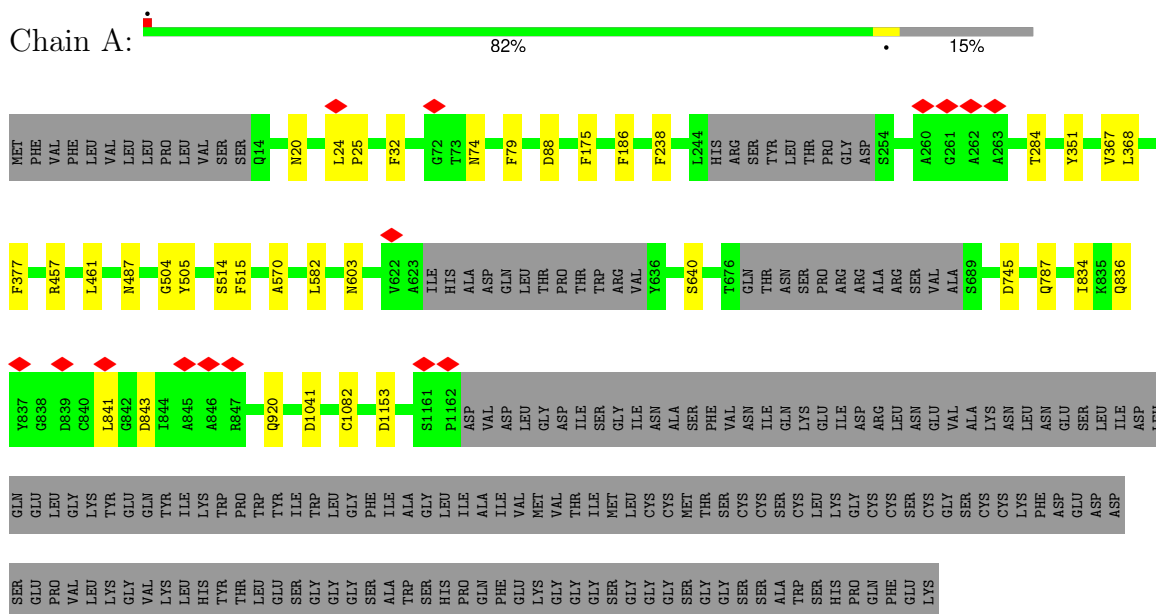 Chain A:
82%
15%
MET PHE VAL PHE LEU VAL LEU LEU PRO LEU VAL SER SER Q14 N20 L24 P25 F32 G72 T73 N74 F79 D88 F175 F186 F238 L244 HIS ARG SER TYR LEU THR PRO GLY ASP S254 A260 G261 A262 A263 T284 Y351 V367 L368
F377 R457 L461 N487 G504 Y505 S514 F515 A570 L582 N603 V622 A623 ILE HIS ALA ASP GLN LEU THR PRO THR TRP ARG VAL Y636 S640 T676 GLN THR ASN SER PRO ARG ARG ALA ARG SER VAL ALA S689 D745 Q787 I834 K835 Q836
Y837 G838 D839 C840 L841 G842 D843 I844 A845 A846 R847 Q920 D1041 C1082 D1153 S1161 P1162 ASP VAL ASP LEU GLY ASP ILE SER GLY ILE ASN ALA SER PHE VAL ASN ILE GLN LYS GLU ILE ASP ARG LEU ASN GLU VAL ALA LYS ASN LEU ASN GLU SER LEU ILE ASP LEU
GLN GLU LEU GLY LYS TYR GLU GLN TYR ILE LYS TRP PRO TRP TYR ILE TRP LEU GLY PHE ILE ALA GLY LEU ILE ALA ILE VAL MET VAL THR ILE MET LEU CYS CYS MET THR SER CYS CYS SER CYS LEU LYS GLY CYS CYS SER CYS GLY SER CYS CYS LYS PHE ASP GLU ASP ASP
SER GLU PRO VAL LEU LYS GLY VAL LYS LEU HIS TYR THR LEU GLU SER GLY GLY GLY SER ALA TRP SER HIS PRO GLN PHE GLU LYS GLY GLY GLY SER GLY GLY GLY SER GLY GLY SER SER ALA TRP SER HIS PRO GLN PHE GLU LYS